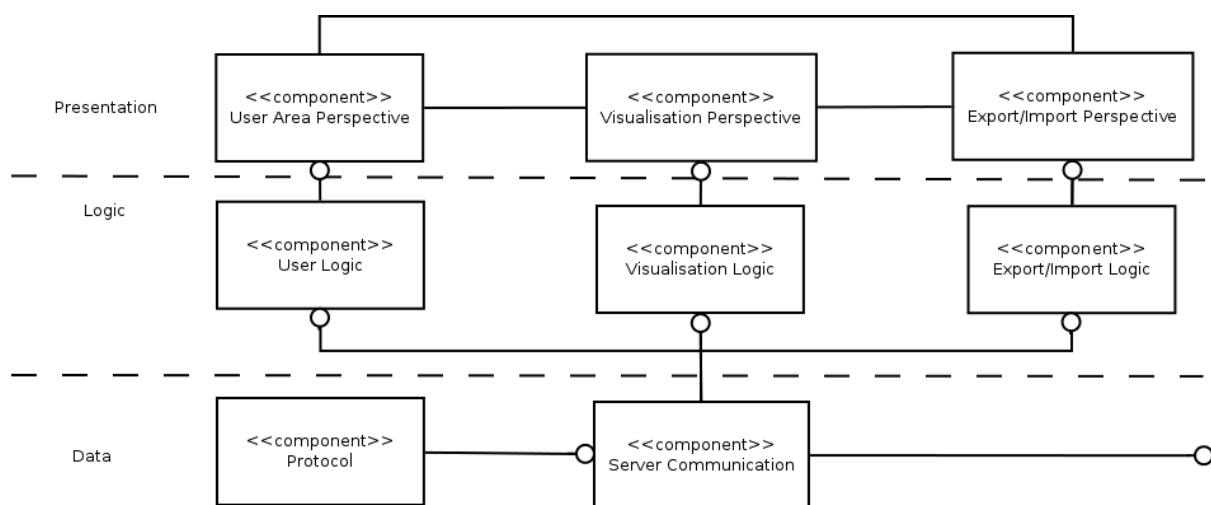 Presentation
<<component>>
User Area Perspective
<<component>>
Visualisation Perspective
<<component>>
Export/Import Perspective
Logic
<<component>>
User Logic
<<component>>
Visualisation Logic
<<component>>
Export/Import Logic
Data
<<component>>
Protocol
<<component>>
Server Communication